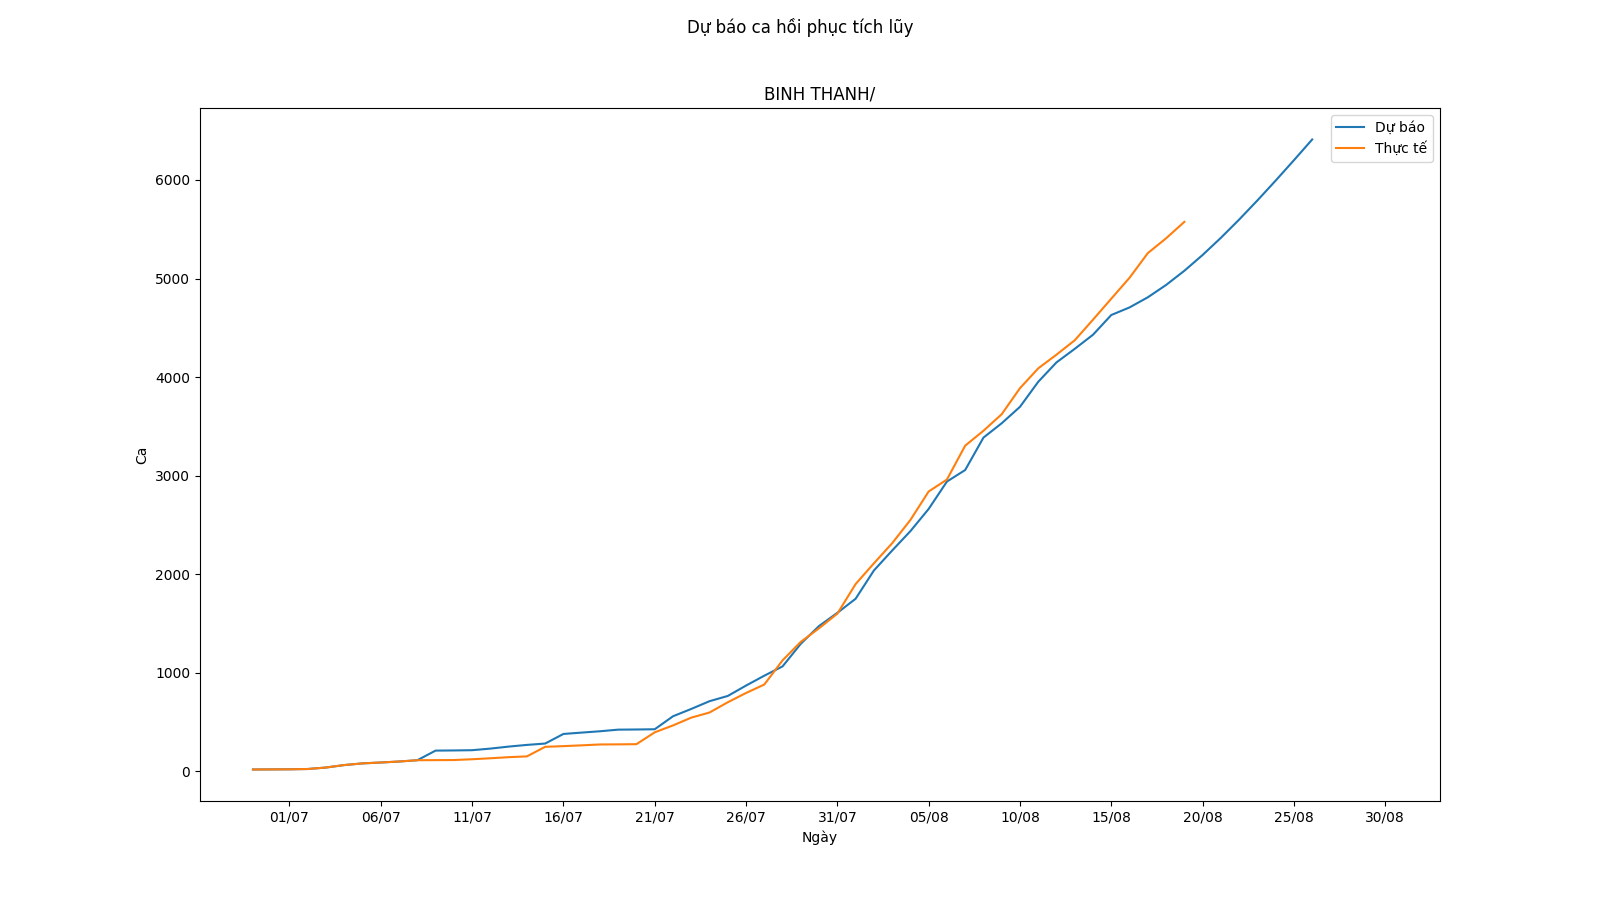 Dự báo ca hồi phục tích lũy
BINH THANH/
Dự báo
Thực tế
6000
5000
4000
3000
2000
1000
0
Ca
01/07 06/07 11/07 16/07 21/07 26/07 31/07 05/08 10/08 15/08 20/08 25/08 30/08
Ngày